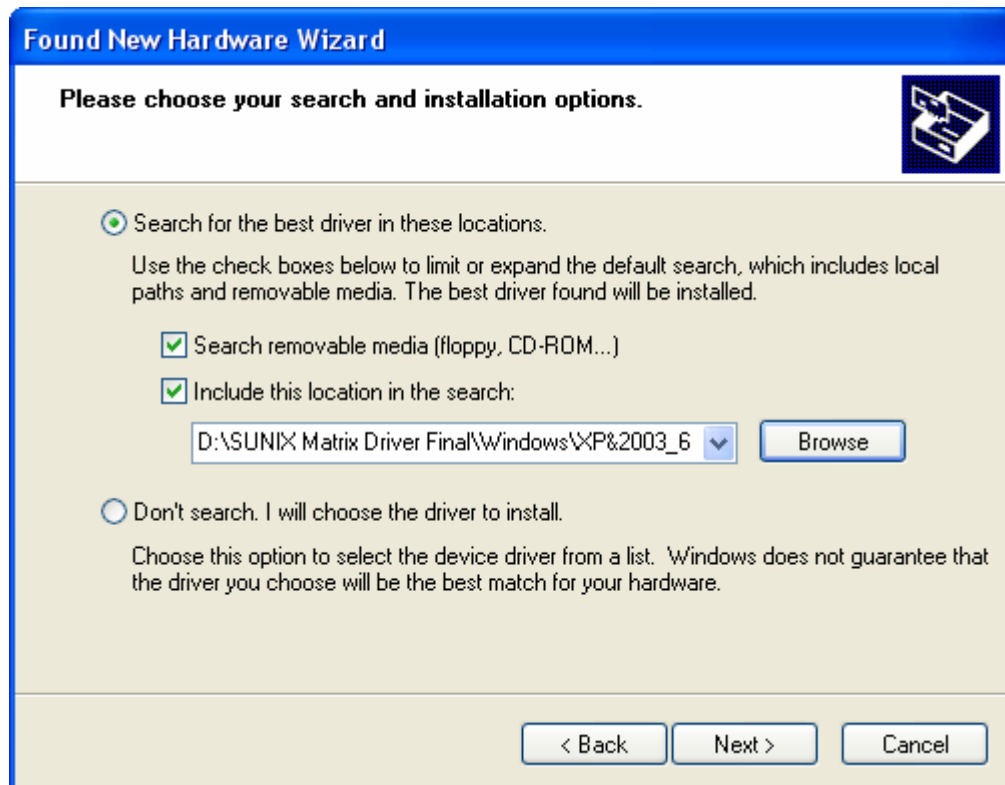 Found New Hardware Wizard
Please choose your search and installation options.
Search for the best driver in these locations.
Use the check boxes below to limit or expand the default search, which includes local
paths and removable media. The best driver found will be installed.
Search removable media (floppy, CD-ROM...)
Include this location in the search:
D:\SUNIX Matrix Driver Final\Windows\XP&2003_6
Browse
Don't search. I will choose the driver to install.
Choose this option to select the device driver from a list. Windows does not guarantee that
the driver you choose will be the best match for your hardware.
< Back Next > Cancel